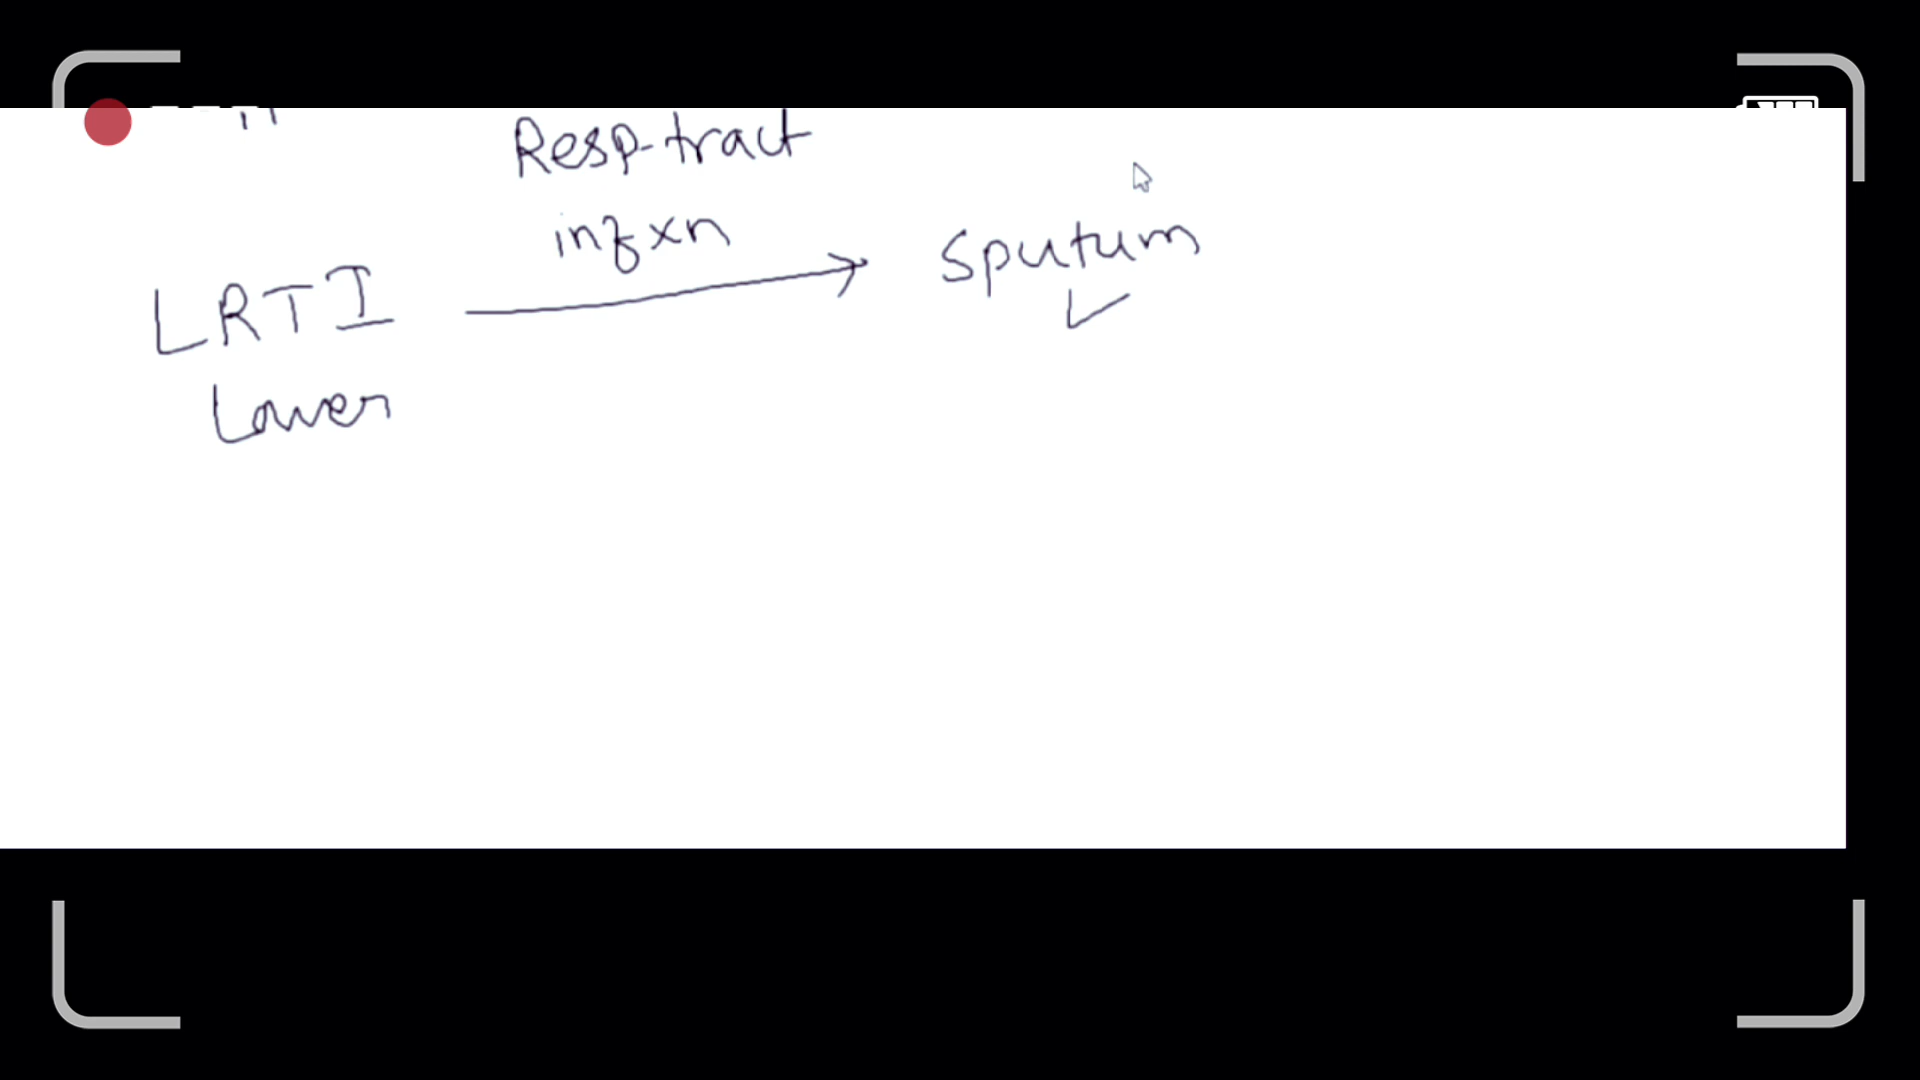 Resp-tract
infxn
LRTI
Sputum
Lower